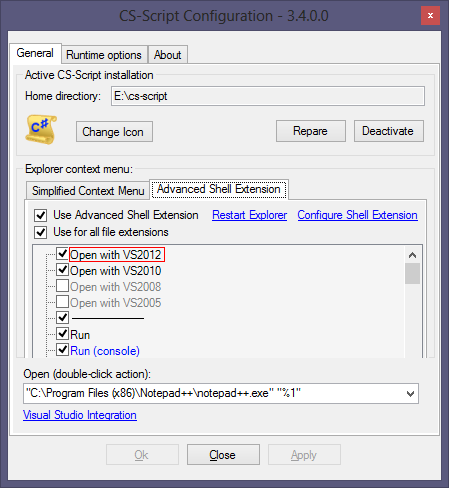 CS-Script Configuration - 3.4.0.0
x
General Runtime options About
Active CS-Script installation
Home directory: E:\cs-script
C# Change Icon Repare Deactivate
Explorer context menu:
Simplified Context Menu Advanced Shell Extension
Use Advanced Shell Extension Restart Explorer Configure Shell Extension
Use for all file extensions
Open with VS2012
Open with VS2010
Open with VS2008
Open with VS2005
Run
Run (console)
Open (double-click action):
"C:\Program Files (x86)\Notepad++\notepad++.exe" "%1"
Visual Studio Integration
Ok Close Apply